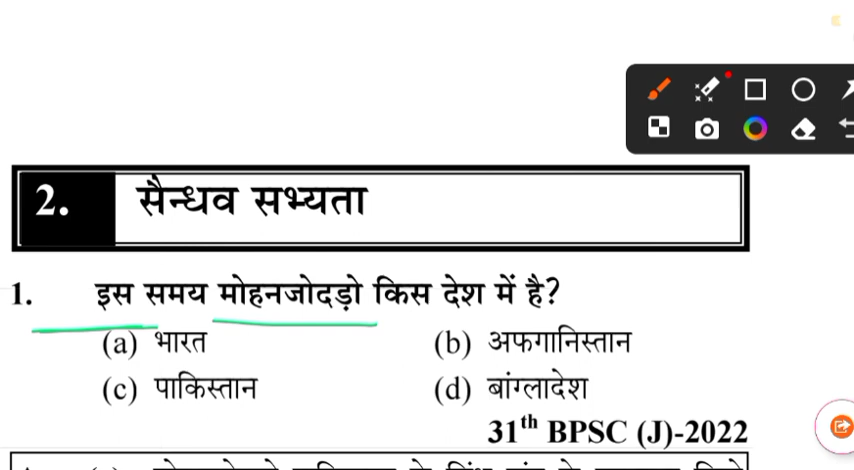 2. सैन्धव सभ्यता
1. इस समय मोहनजोदड़ो किस देश में है?
(a) भारत (b) अफगानिस्तान
(c) पाकिस्तान (d) बांग्लादेश
31th BPSC (J)-2022